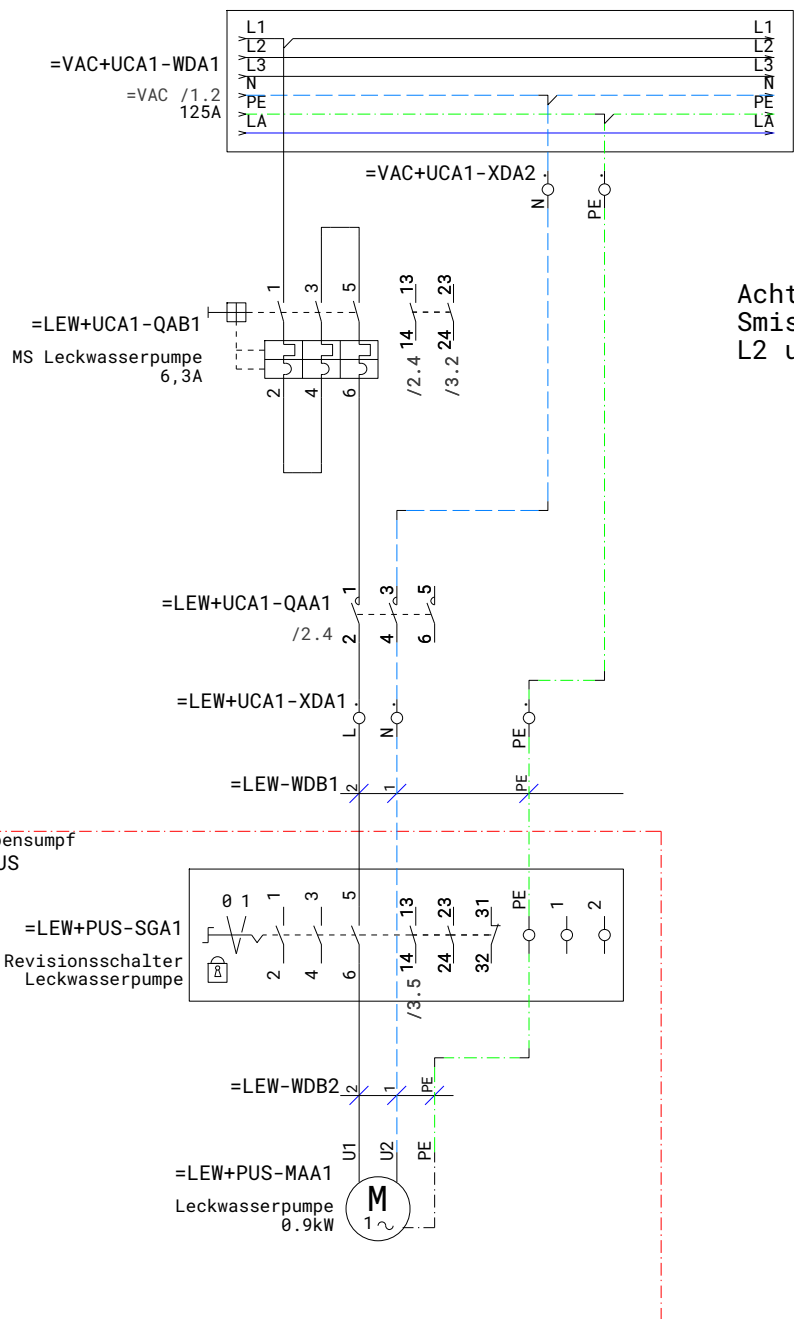 L1 L1
L2 L2
L3 L3
N N
PE PE
LA LA
=VAC+UCA1-WDA1
=VAC /1.2
125A
=VAC+UCA1-XDA2
N PE
=LEW+UCA1-QAB1
MS Leckwasserpumpe
6,3A
1 3 5 13 23
2 4 6 14 24
/2.4 /3.2
Acht
Smis
L2 u
=LEW+UCA1-QAA1
/2.4
1 3 5
2 4 6
=LEW+UCA1-XDA1
L N PE
=LEW-WDB1
2 1 PE
pensumpf
US
=LEW+PUS-SGA1
Revisionsschalter
Leckwasserpumpe
0 1
1 3 5 13 23 31 PE 1 2
2 4 6 14 24 32
/3.5
=LEW-WDB2
2 1 PE
U1 U2 PE
=LEW+PUS-MAA1
Leckwasserpumpe
0.9kW
M
1~